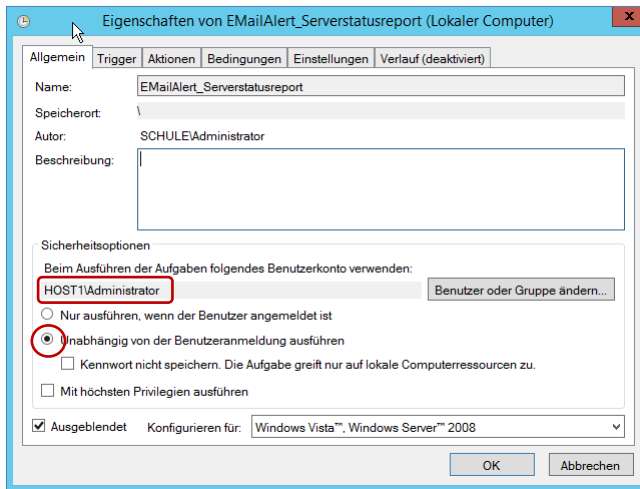 Eigenschaften von EMailAlert_Serverstatusreport (Lokaler Computer)
x
Allgemein Trigger Aktionen Bedingungen Einstellungen Verlauf (deaktiviert)
Name: EMailAlert_Serverstatusreport
Speicherort: \
Autor: SCHULE\Administrator
Beschreibung:
Sicherheitsoptionen
Beim Ausführen der Aufgaben folgendes Benutzerkonto verwenden:
HOST1\Administrator Benutzer oder Gruppe ändern...
Nur ausführen, wenn der Benutzer angemeldet ist
Unabhängig von der Benutzeranmeldung ausführen
Kennwort nicht speichern. Die Aufgabe greift nur auf lokale Computerressourcen zu.
Mit höchsten Privilegien ausführen
Ausgeblendet Konfigurieren für: Windows Vista™, Windows Server™ 2008
OK Abbrechen